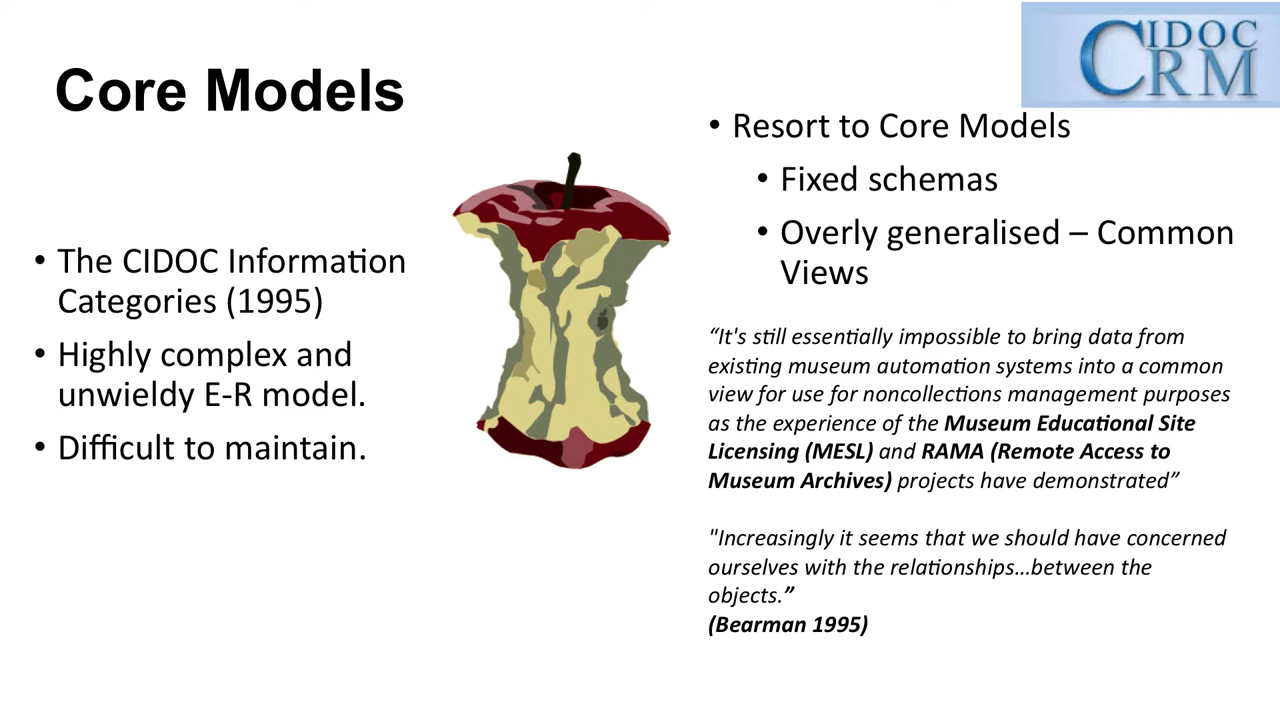 CIDOC
CRM
Core Models
• The CIDOC Information
Categories (1995)
• Highly complex and
unwieldy E-R model.
• Difficult to maintain.
• Resort to Core Models
• Fixed schemas
• Overly generalised – Common
Views
“It's still essentially impossible to bring data from
existing museum automation systems into a common
view for use for noncollections management purposes
as the experience of the Museum Educational Site
Licensing (MESL) and RAMA (Remote Access to
Museum Archives) projects have demonstrated”
"Increasingly it seems that we should have concerned
ourselves with the relationships…between the
objects.”
(Bearman 1995)